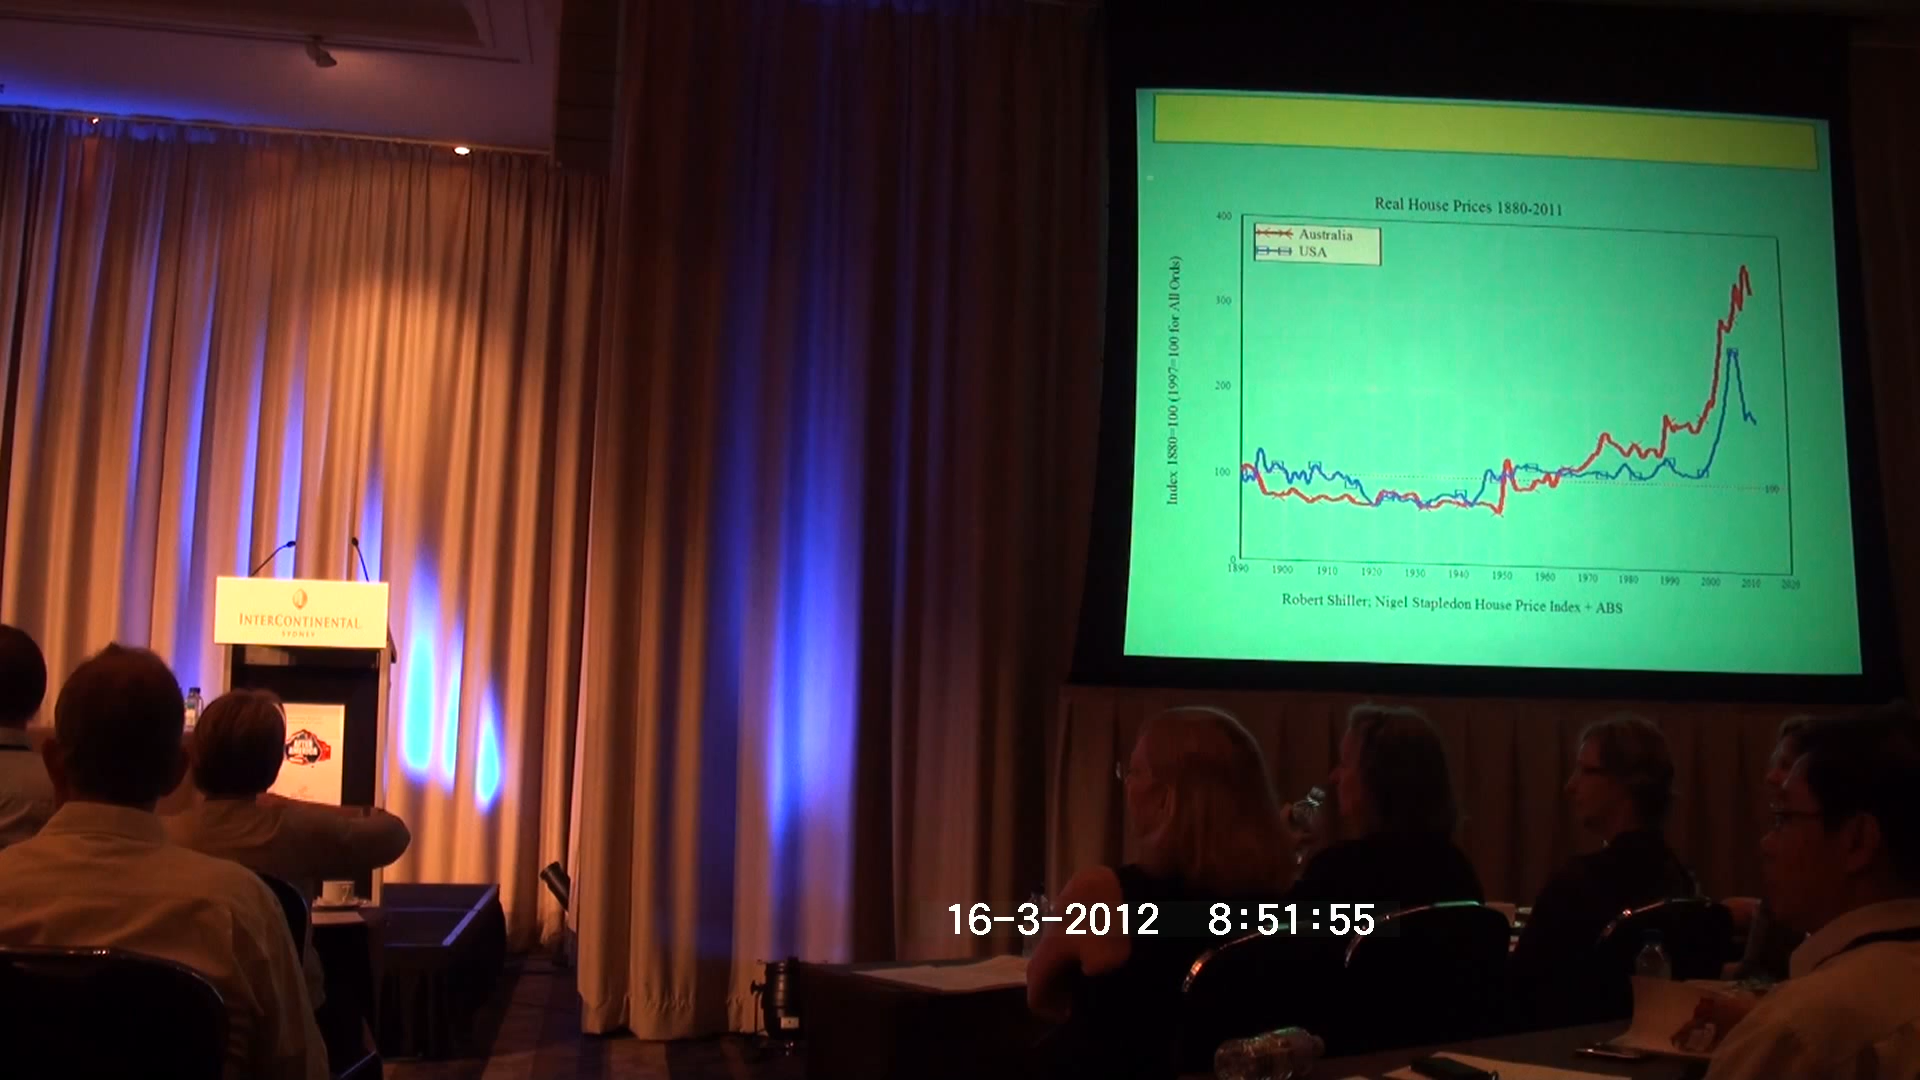 INTERCONTINENTAL
SYDNEY
AFTER
AMERICA
Real House Prices 1880-2011
Australia
USA
Index 1880=100 (1997=100 for All Ords)
400
300
200
100
0
100
1890 1900 1910 1920 1930 1940 1950 1960 1970 1980 1990 2000 2010 2020
Robert Shiller; Nigel Stapledon House Price Index + ABS
16-3-2012 8:51:55